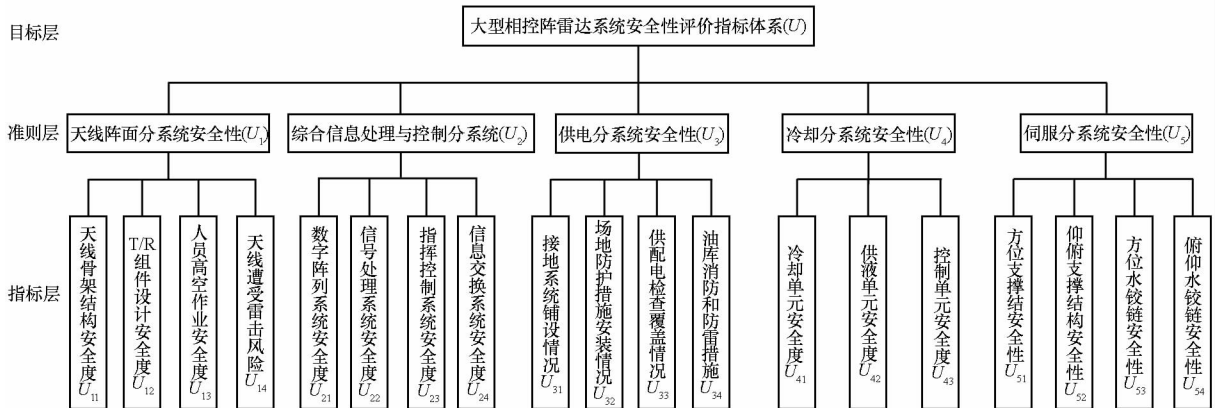 目标层
大型相控阵雷达系统安全性评价指标体系(U)
准则层
天线阵面分系统安全性(U1)
综合信息处理与控制分系统(U2)
供电分系统安全性(U3)
冷却分系统安全性(U4)
伺服分系统安全性(U5)
指标层
天线骨架结构安全度U11
T/R组件设计安全度U12
人员高空作业安全度U13
天线遭受雷击风险U14
数字阵列系统安全度U21
信号处理系统安全度U22
指挥控制系统安全度U23
信息交换系统安全度U24
接地系统铺设情况U31
场地防护措施安装情况U32
供配电检查覆盖情况U33
油库消防和防雷措施U34
冷却单元安全度U41
供液单元安全度U42
控制单元安全度U43
方位支撑结安全性U51
仰俯支撑结构安全性U52
方位水铰链安全性U53
俯仰水铰链安全性U54